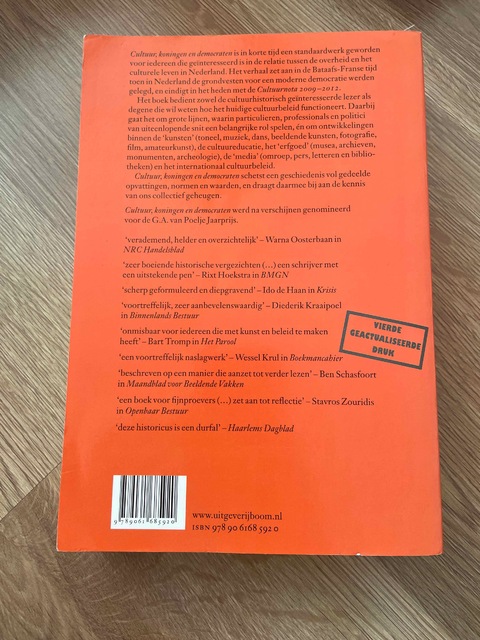 Cultuur, koningen en democraten is in korte tijd een standaardwerk geworden
voor iedereen die geïnteresseerd is in de relatie tussen de overheid en het
culturele leven in Nederland. Het verhaal zet aan in de Bataafs-Franse tijd
toen in Nederland de grondvesten voor een moderne democratie werden
gelegd, en eindigt in het heden met de Cultuurnota 2009-2012.
Het boek bedient zowel de cultuurhistorisch geïnteresseerde lezer als
degene die wil weten hoe het huidige cultuurbeleid functioneert. Daarbij
gaat het om grote lijnen, waarin particulieren, professionals en politici
van uiteenlopende snit een belangrijke rol spelen, én om ontwikkelingen
binnen de ‘kunsten’ (toneel, muziek, dans, beeldende kunsten, fotografie,
film, amateurkunst), de cultuureducatie, het ‘erfgoed’ (musea, archieven,
monumenten, archeologie), de ‘media’ (omroep, pers, letteren en biblio-
theken) en het internationaal cultuurbeleid.
Cultuur, koningen en democraten schetst een geschiedenis vol gedeelde
opvattingen, normen en waarden, en draagt daarmee bij aan de kennis
van ons collectief geheugen.
Cultuur, koningen en democraten werd na verschijnen genomineerd
voor de G.A. van Poelje Jaarprijs.
‘verademend, helder en overzichtelijk’ – Warna Oosterbaan in
NRC Handelsblad
‘zeer boeiende historische vergezichten (...) een schrijver met
een uitstekende pen’ – Rixt Hoekstra in BMGN
‘scherp geformuleerd en diepgravend’ – Ido de Haan in Krisis
‘voortreffelijk, zeer aanbevelenswaardig’ – Diederik Kraaipoel
in Binnenlands Bestuur
‘onmisbaar voor iedereen die met kunst en beleid te maken
heeft’ – Bart Tromp in Het Parool
‘een voortreffelijk naslagwerk’ – Wessel Krul in Boekmancahier
‘beschreven op een manier die aanzet tot verder lezen’ – Ben Schasfoort
in Maandblad voor Beeldende Vakken
‘een boek voor fijnproevers (...) zet aan tot reflectie’ – Stavros Zouridis
in Openbaar Bestuur
‘deze historicus is een durfal’ – Haarlems Dagblad
VIERDE
GEACTUALISEERDE
DRUK
9 789061 685920
www.uitgeverijboom.nl
ISBN 978 90 6168 592 0